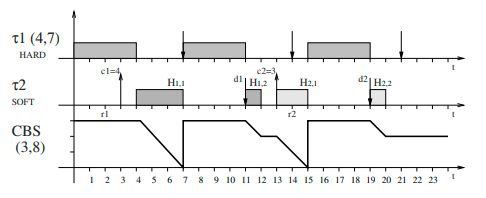 τ1 (4,7)
HARD
t
c1=4
H1,1
d1
H1,2
c2=3
H2,1
d2
H2,2
τ2
SOFT
r1
r2
t
CBS
(3,8)
1 2 3 4 5 6 7 8 9 10 11 12 13 14 15 16 17 18 19 20 21 22 23
t